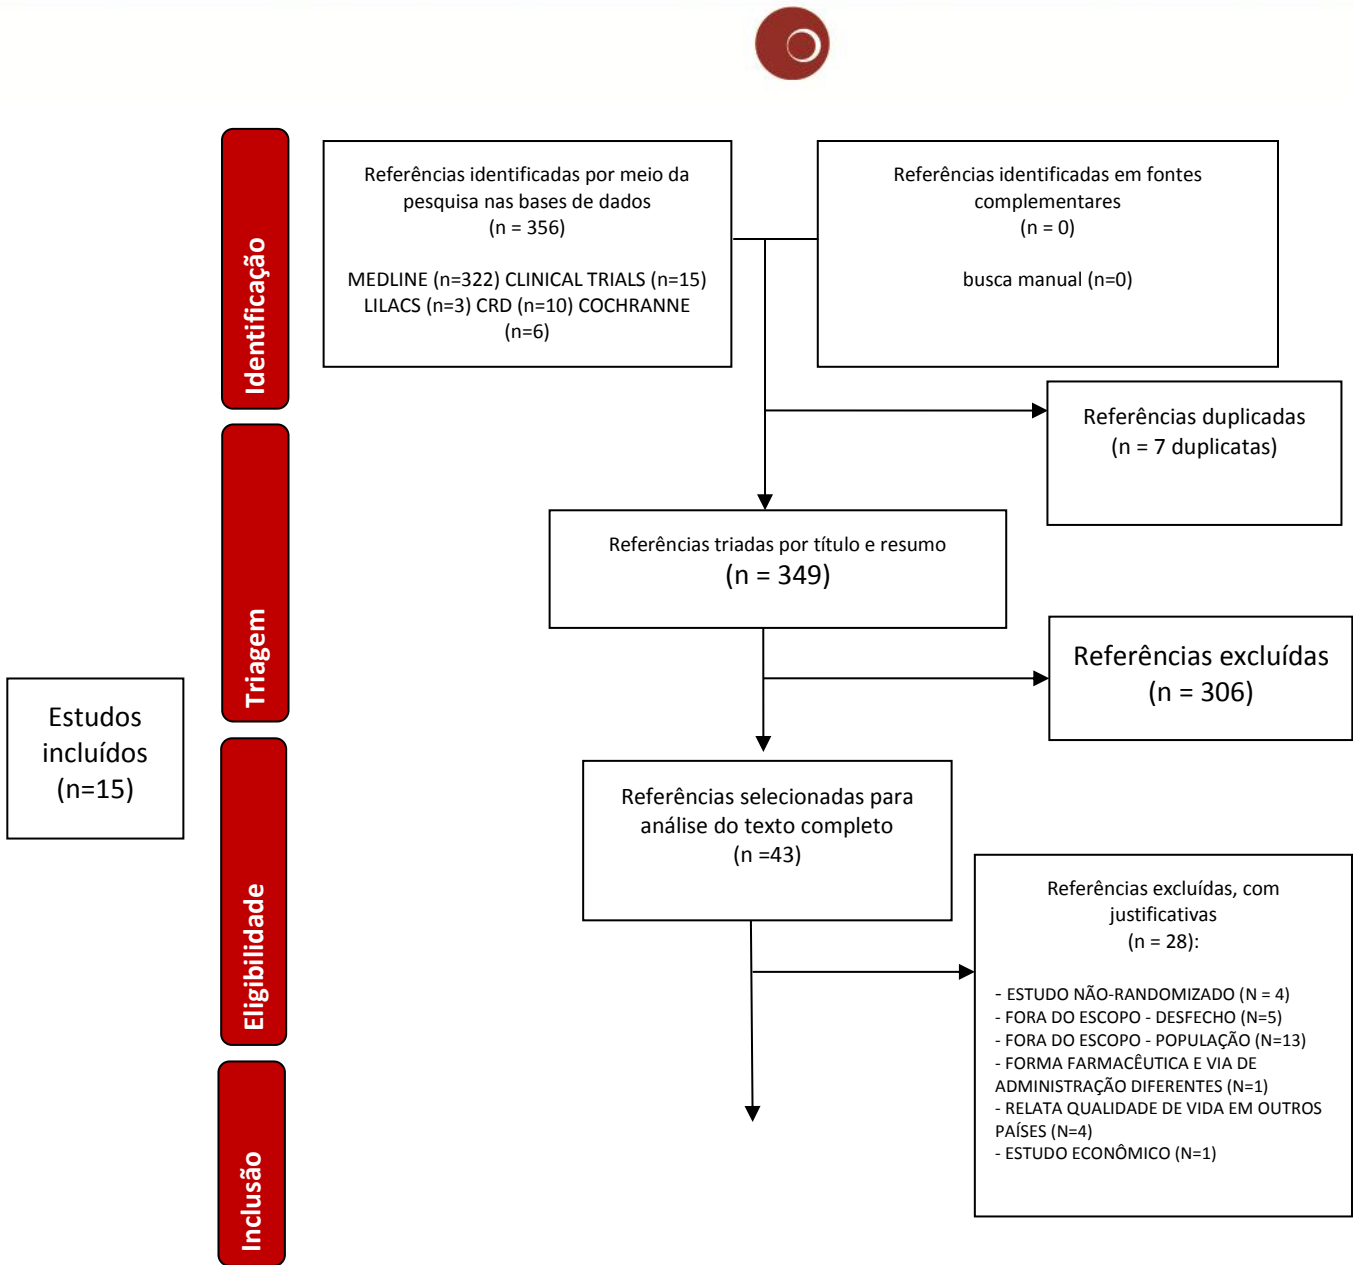 Identificação
Referências identificadas por meio da
pesquisa nas bases de dados
(n = 356)
MEDLINE (n=322) CLINICAL TRIALS (n=15)
LILACS (n=3) CRD (n=10) COCHRANNE
(n=6)
Referências identificadas em fontes
complementares
(n = 0)
busca manual (n=0)
Referências duplicadas
(n = 7 duplicatas)
Triagem
Referências triadas por título e resumo
(n = 349)
Referências excluídas
(n = 306)
Estudos
incluídos
(n=15)
Eligibilidade
Referências selecionadas para
análise do texto completo
(n =43)
Referências excluídas, com
justificativas
(n = 28):
- ESTUDO NÃO-RANDOMIZADO (N = 4)
- FORA DO ESCOPO - DESFECHO (N=5)
- FORA DO ESCOPO - POPULAÇÃO (N=13)
- FORMA FARMACÊUTICA E VIA DE
ADMINISTRAÇÃO DIFERENTES (N=1)
- RELATA QUALIDADE DE VIDA EM OUTROS
PAÍSES (N=4)
- ESTUDO ECONÔMICO (N=1)
Inclusão